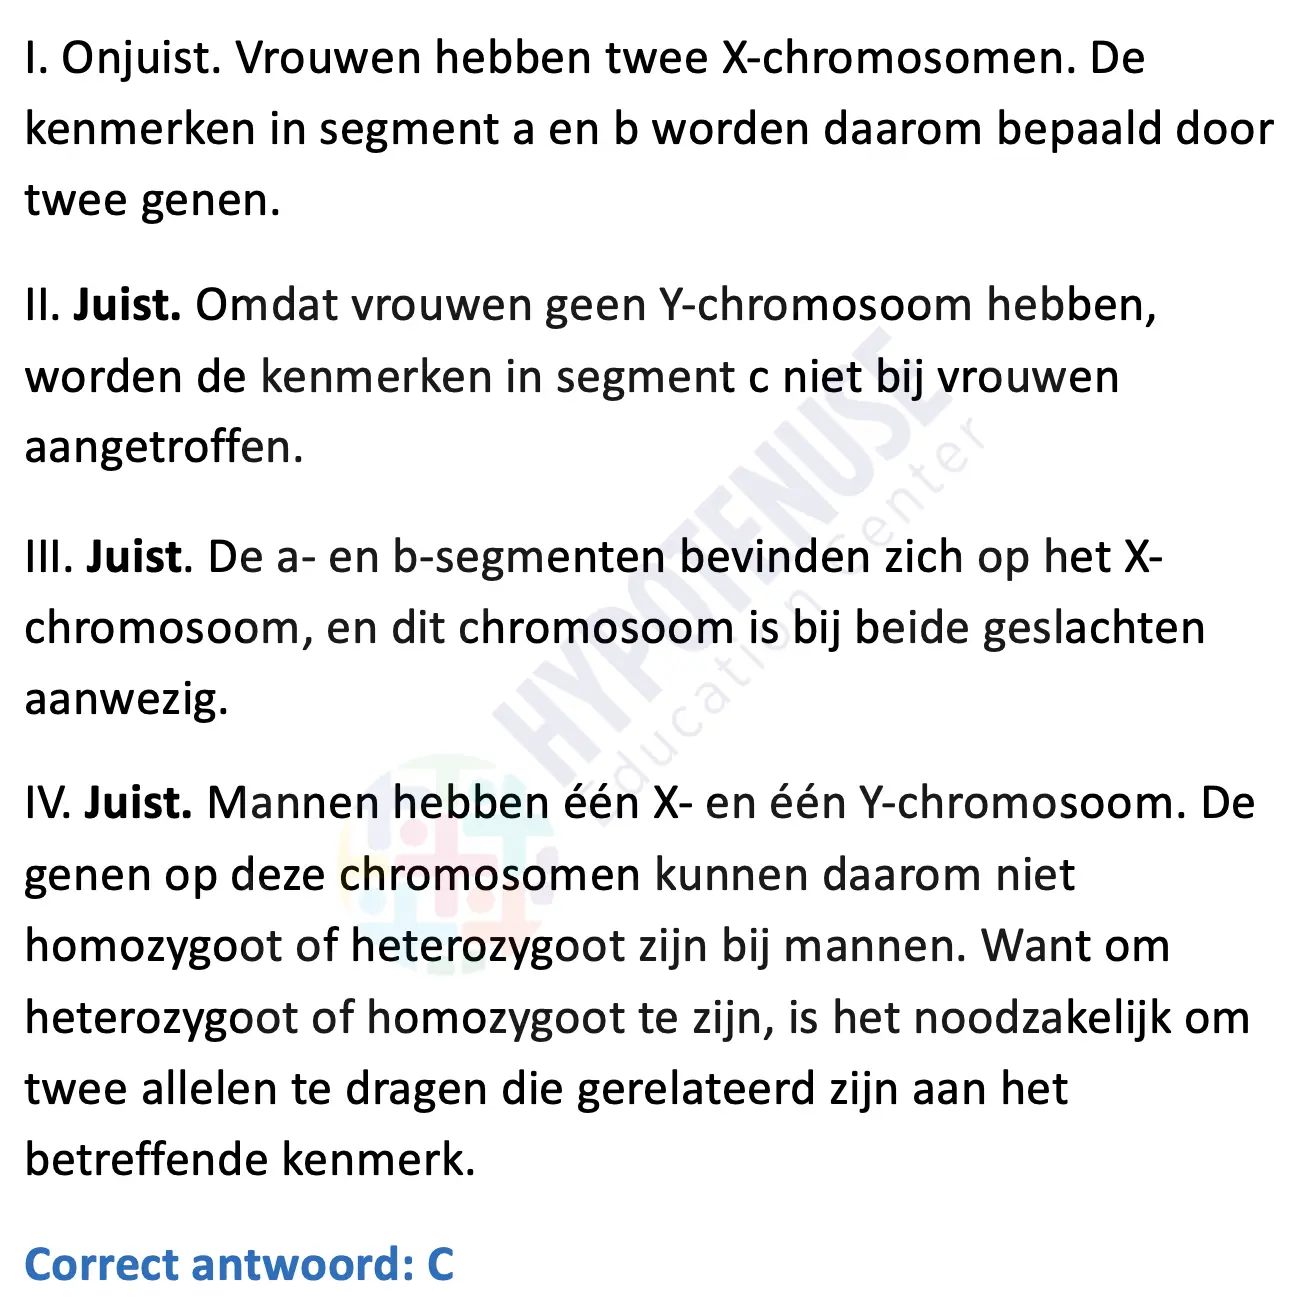 I. Onjuist. Vrouwen hebben twee X-chromosomen. De
kenmerken in segment a en b worden daarom bepaald door
twee genen.
II. Juist. Omdat vrouwen geen Y-chromosoom hebben,
worden de kenmerken in segment c niet bij vrouwen
aangetroffen.
III. Juist. De a- en b-segmenten bevinden zich op het X-
chromosoom, en dit chromosoom is bij beide geslachten
aanwezig.
IV. Juist. Mannen hebben één X- en één Y-chromosoom. De
genen op deze chromosomen kunnen daarom niet
homozygoot of heterozygoot zijn bij mannen. Want om
heterozygoot of homozygoot te zijn, is het noodzakelijk om
twee allelen te dragen die gerelateerd zijn aan het
betreffende kenmerk.
Correct antwoord: C
HYPOTENUSE
Education Center